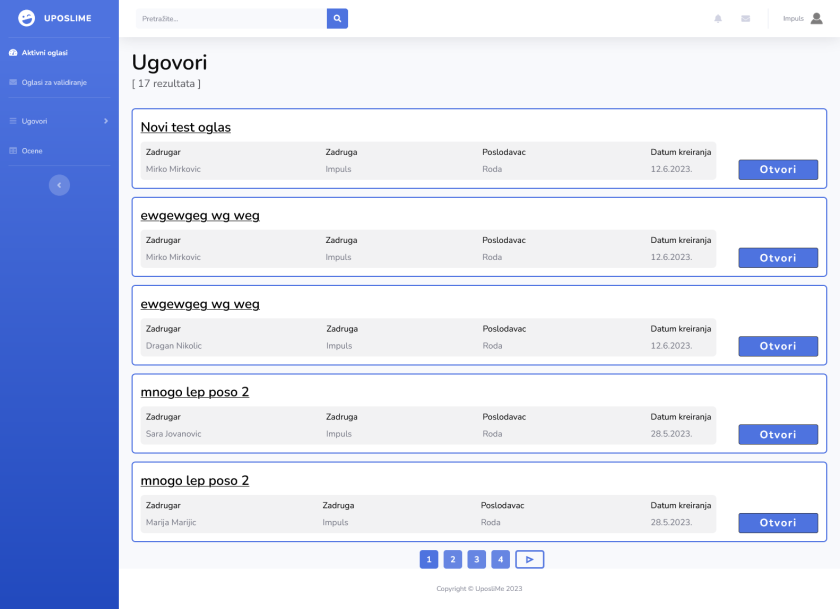 UPOSLIME
Aktivni oglasi
Oglasi za validiranje
Ugovori
Ocene
Pretražite...
Impuls
Ugovori
[ 17 rezultata ]
Novi test oglas
Zadrugar Zadruga Poslodavac Datum kreiranja
Mirko Mirkovic Impuls Roda 12.6.2023.
Otvori
ewgewgeg wg weg
Zadrugar Zadruga Poslodavac Datum kreiranja
Mirko Mirkovic Impuls Roda 12.6.2023.
Otvori
ewgewgeg wg weg
Zadrugar Zadruga Poslodavac Datum kreiranja
Dragan Nikolic Impuls Roda 12.6.2023.
Otvori
mnogo lep poso 2
Zadrugar Zadruga Poslodavac Datum kreiranja
Sara Jovanovic Impuls Roda 28.5.2023.
Otvori
mnogo lep poso 2
Zadrugar Zadruga Poslodavac Datum kreiranja
Marija Marijic Impuls Roda 28.5.2023.
Otvori
1 2 3 4
Copyright © UposliMe 2023